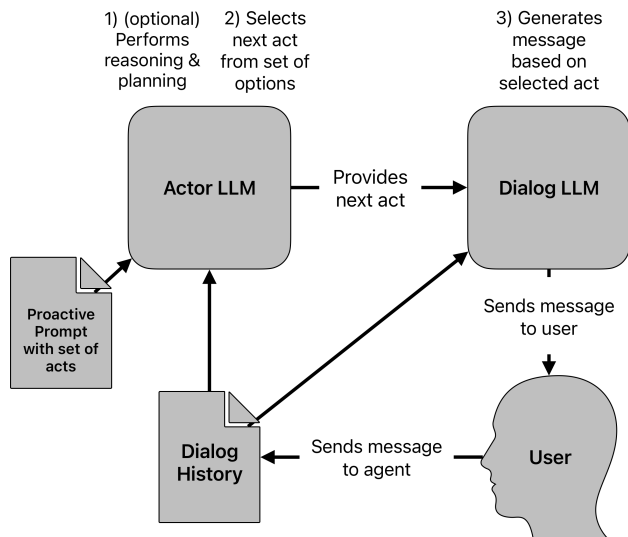 1) (optional)
Performs
reasoning &
planning
2) Selects
next act
from set of
options
3) Generates
message
based on
selected act
Actor LLM
Provides
next act
Dialog LLM
Proactive
Prompt
with set of
acts
Sends message
to user
Dialog
History
Sends message
to agent
User